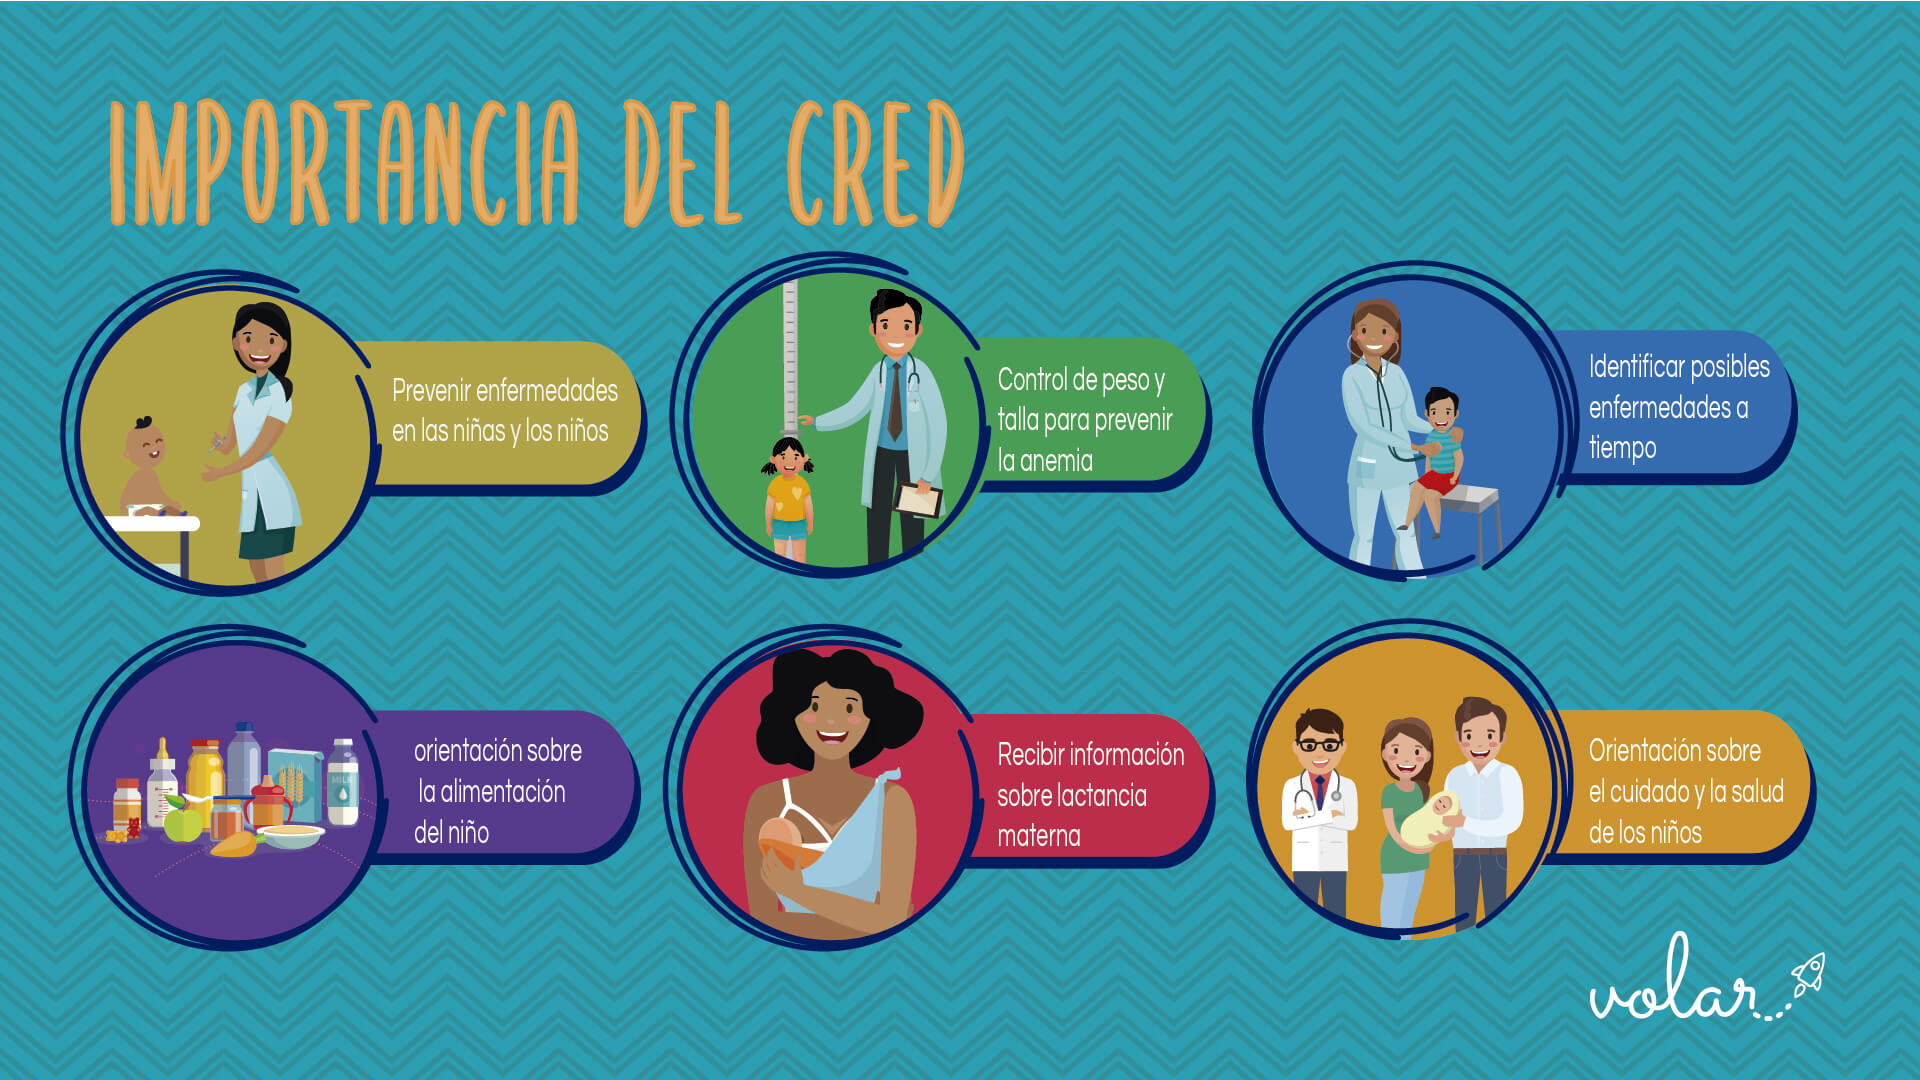 IMPORTANCIA DEL CRED
Prevenir enfermedades
en las niñas y los niños
Control de peso y
talla para prevenir
la anemia
Identificar posibles
enfermedades a
tiempo
orientación sobre
la alimentación
del niño
MILK
Recibir información
sobre lactancia
materna
Orientación sobre
el cuidado y la salud
de los niños
volar